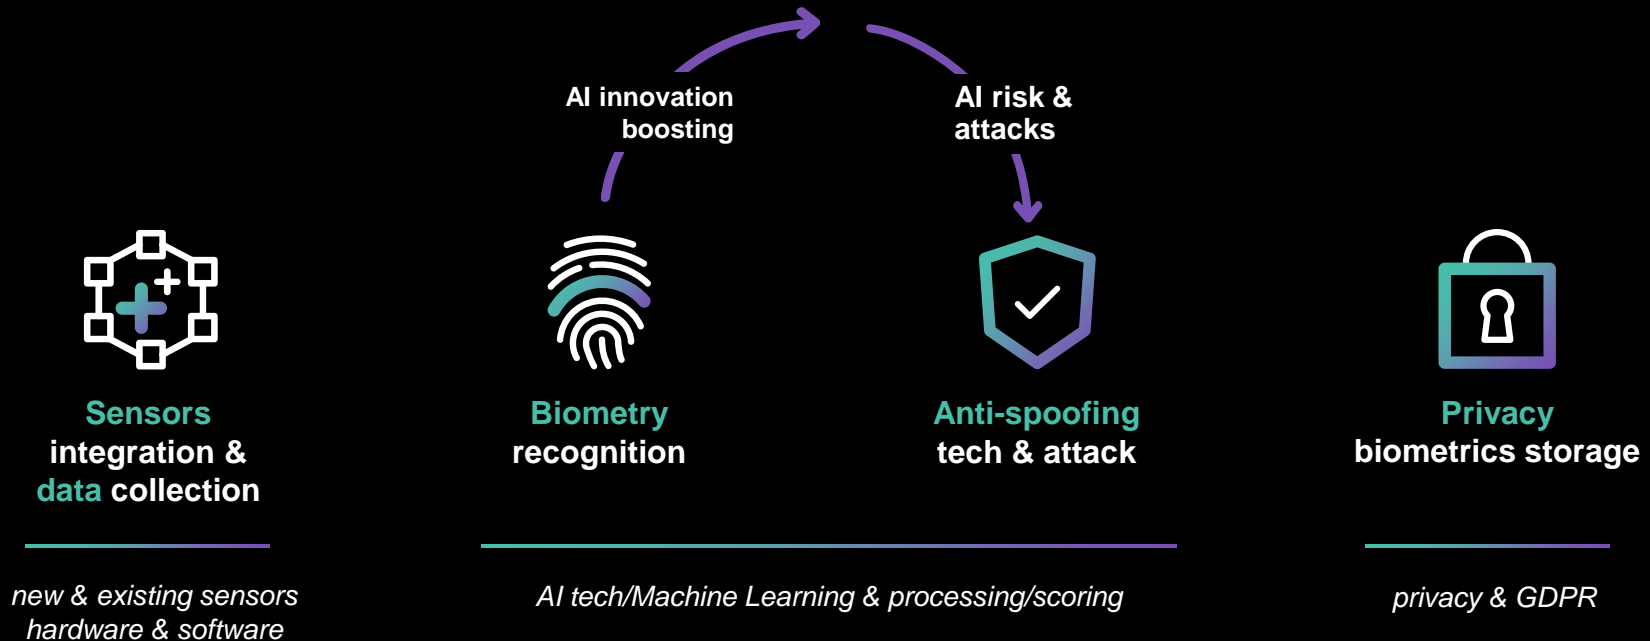 AI innovation
boosting
AI risk &
attacks
Sensors
integration &
data collection
Biometry
recognition
Anti-spoofing
tech & attack
Privacy
biometrics storage
new & existing sensors
hardware & software
AI tech/Machine Learning & processing/scoring
privacy & GDPR